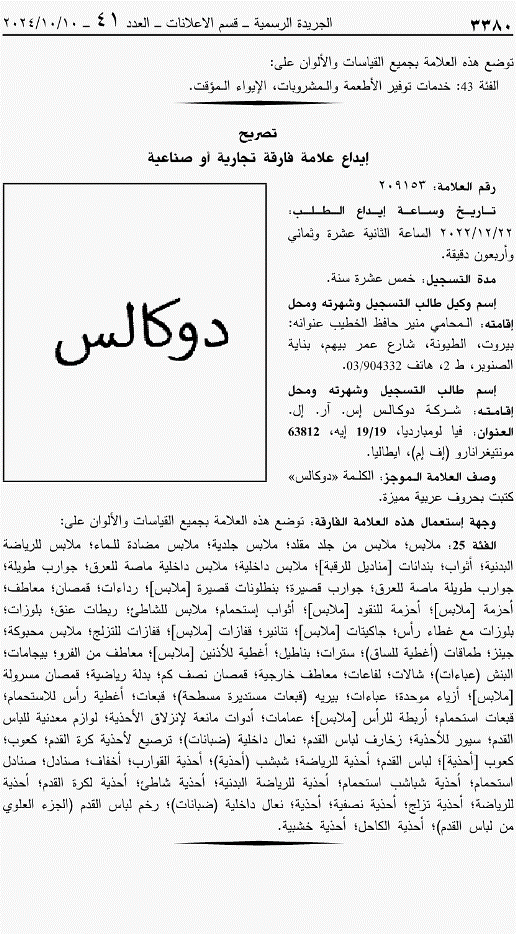 ٣٣٨٠ الجريدة الرسمية – قسم الاعلانات – العدد ٤١ – ٢٠٢٤/١٠/١٠
توضع هذه العلامة بجميع القياسات والألوان على:
الفئة 43: خدمات توفير الأطعمة والمشروبات، الإيواء المؤقت.
تصريح
إيداع علامة فارقة تجارية أو صناعية
رقم العلامة: ٢٠٩١٥٣
تاريخ وساعة إيداع الطلب:
٢٠٢٢/١٢/٢٢ الساعة الثانية عشرة وثماني
وأربعون دقيقة.
مدة التسجيل: خمس عشرة سنة.
إسم وكيل طالب التسجيل وشهرته ومحل
إقامته: المحامي منير حافظ الخطيب عنوانه:
بيروت، الطيونة، شارع عمر بيهم، بناية
الصنوبر، ط 2، هاتف 03/904332.
إسم طالب التسجيل وشهرته ومحل
إقامته: شركة دوكالس إس. آر. إل.
العنوان: فيا لومبارديا، 19/19 إيه، 63812
مونتيغرانارو (إف إم)، ايطاليا.
وصف العلامة الموجز: الكلمة «دوكالس»
كتبت بحروف عربية مميزة.
دوكالس
وجهة إستعمال هذه العلامة الفارقة: توضع هذه العلامة بجميع القياسات والألوان على:
الفئة 25: ملابس؛ ملابس من جلد مقلد؛ ملابس جلدية؛ ملابس مضادة للماء؛ ملابس للرياضة
البدنية؛ أثواب؛ بندانات [مناديل للرقبة]؛ ملابس داخلية؛ ملابس داخلية ماصة للعرق؛ جوارب طويلة؛
جوارب طويلة ماصة للعرق؛ جوارب قصيرة؛ بنطلونات قصيرة [ملابس]؛ رداءات؛ قمصان؛ معاطف؛
أحزمة [ملابس]؛ أحزمة للنقود [ملابس]؛ أثواب إستحمام؛ ملابس للشاطئ؛ ربطات عنق؛ بلوزات؛
بلوزات مع غطاء رأس؛ جاكيتات [ملابس]؛ تنانير؛ قفازات [ملابس]؛ قفازات للتزلج؛ ملابس محبوكة؛
جينز؛ طماقات (أغطية للساق)؛ سترات؛ بناطيل؛ أغطية للأذنين [ملابس]؛ معاطف من الفرو؛ بيجامات؛
البنش (عباءات)؛ شالات؛ لفاعات؛ معاطف خارجية؛ قمصان نصف كم؛ بدلة رياضية؛ قمصان مسرولة
[ملابس]؛ أزياء موحدة؛ عباءات؛ بيريه (قبعات مستديرة مسطحة)؛ قبعات؛ أغطية رأس للاستحمام؛
قبعات استحمام؛ أربطة للرأس [ملابس]؛ عمامات؛ أدوات مانعة لإنزلاق الأحذية؛ لوازم معدنية للباس
القدم؛ سيور للأحذية؛ زخارف لباس القدم؛ نعال داخلية (ضبانات)؛ ترصيع لأحذية كرة القدم؛ كعوب؛
كعوب [أحذية]؛ لباس القدم؛ أحذية للرياضة؛ شبشب (أحذية)؛ أحذية القوارب؛ أخفاف؛ صنادل؛ صنادل
استحمام؛ أحذية شباشب استحمام؛ أحذية للرياضة البدنية؛ أحذية شاطئ؛ أحذية لكرة القدم؛ أحذية
للرياضة؛ أحذية تزلج؛ أحذية نصفية؛ أحذية؛ نعال داخلية (ضبانات)؛ رخم لباس القدم (الجزء العلوي
من لباس القدم)؛ أحذية الكاحل؛ أحذية خشبية.